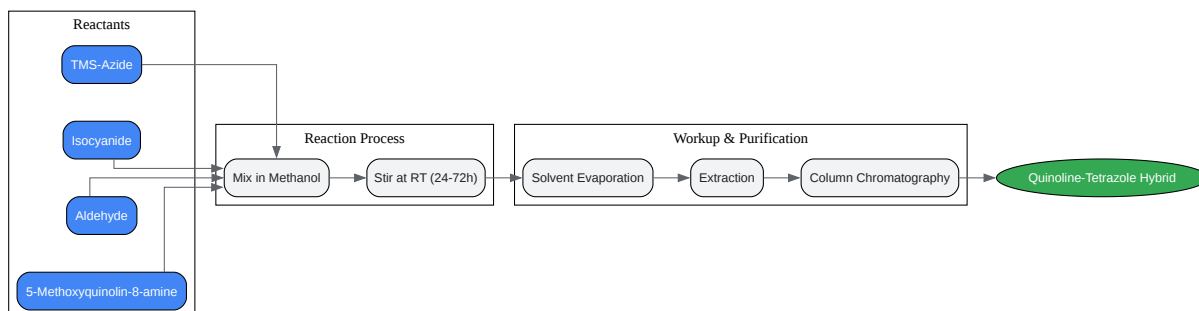 Reactants
TMS-Azide
Isocyanide
Aldehyde
5-Methoxyquinolin-8-amine
Reaction Process
Mix in Methanol
Stir at RT (24-72h)
Workup & Purification
Solvent Evaporation
Extraction
Column Chromatography
Quinoline-Tetrazole Hybrid